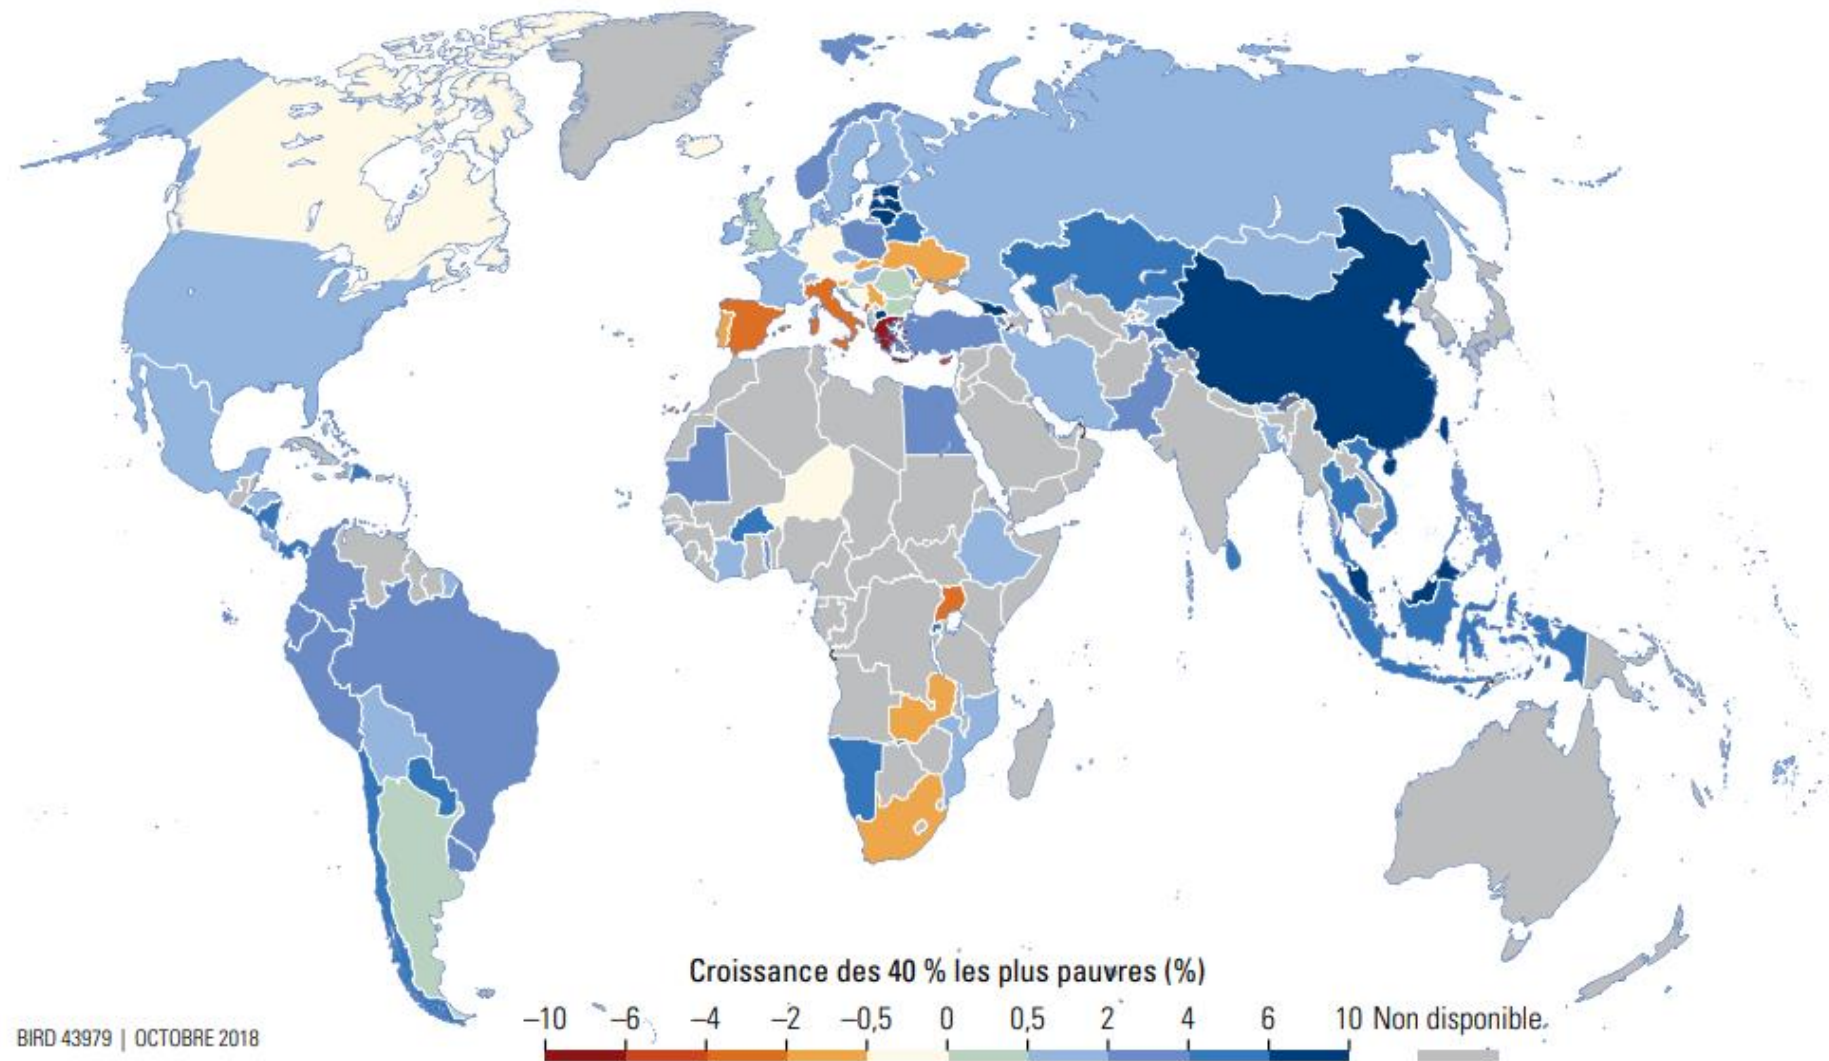 Croissance des 40 % les plus pauvres (%)
–10 –6 –4 –2 –0,5 0 0,5 2 4 6 10 Non disponible
BIRD 43979 | OCTOBRE 2018